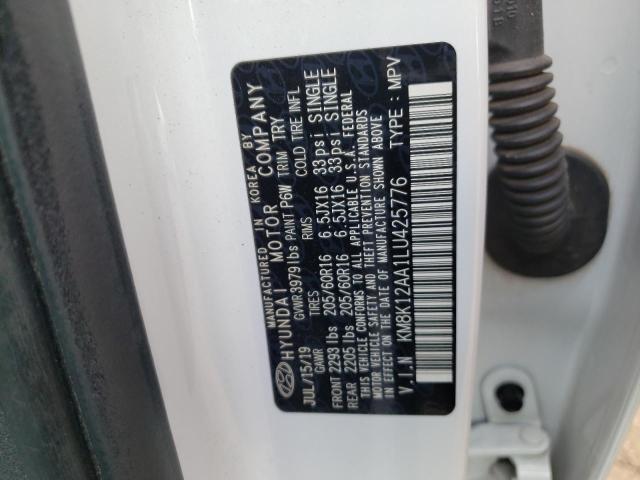 MANUFACTURED IN KOREA BY
HYUNDAI MOTOR COMPANY
JUL/15/19 GVWR 3979 lbs PAINT P6W TRIM TRY
GAWR TIRES RIMS COLD TIRE INFL
FRONT 2293 lbs 205/60R16 6.5JX16 33 psi SINGLE
REAR 2205 lbs 205/60R16 6.5JX16 33 psi SINGLE
THIS VEHICLE CONFORMS TO ALL APPLICABLE U.S.A. FEDERAL
MOTOR VEHICLE SAFETY AND THEFT PREVENTION STANDARDS
IN EFFECT ON THE DATE OF MANUFACTURE SHOWN ABOVE
V.I.N KM8K12AA1LU425776 TYPE : MPV